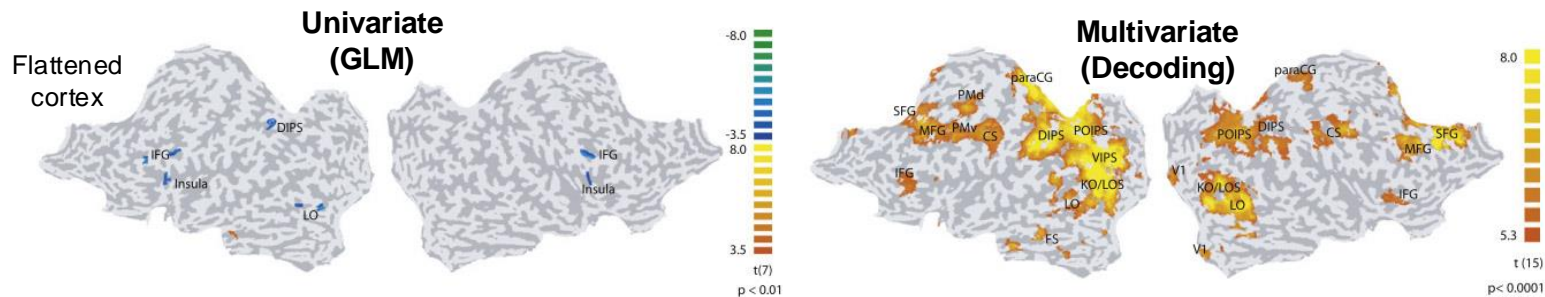 Univariate
(GLM)
Flattened
cortex
DIPS
IFG
Insula
LO
IFG
Insula
-8.0
-3.5
8.0
3.5
t(7)
p < 0.01
Multivariate
(Decoding)
paraCG
PMd
SFG
MFG
PMv
CS
DIPS
POIPS
VIPS
IFG
KO/LOS
LO
FS
paraCG
POIPS
DIPS
CS
SFG
MFG
V1
KO/LOS
LO
IFG
V1
8.0
5.3
t (15)
p< 0.0001